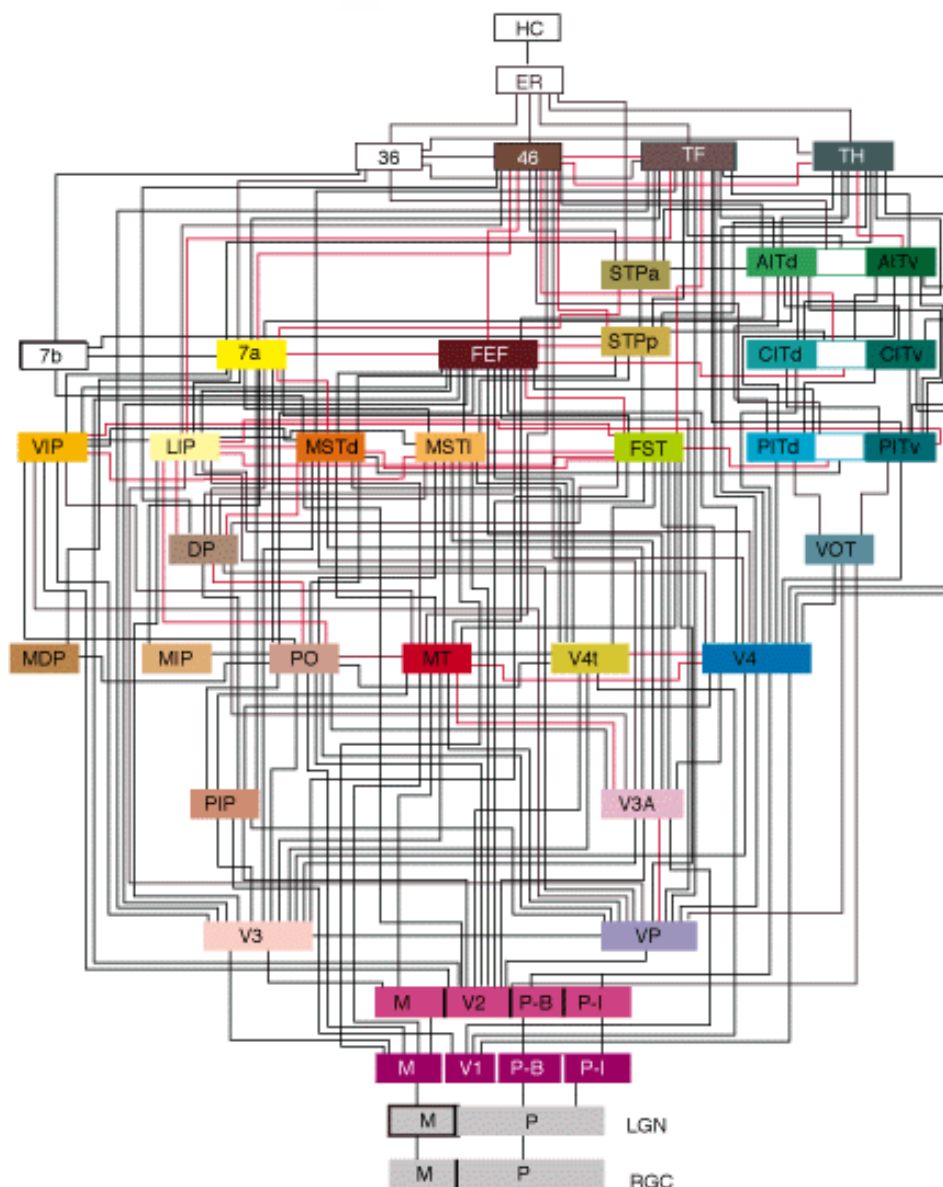 HC
ER
36 46 TF TH
STPa AITd AITv
7b 7a FEF STPp CITd CITv
VIP LIP MSTd MSTl FST PITd PITv
DP VOT
MDP MIP PO MT V4t V4
PIP V3A
V3 VP
M V2 P-B P-I
M V1 P-B P-I
M P LGN
M P RGC